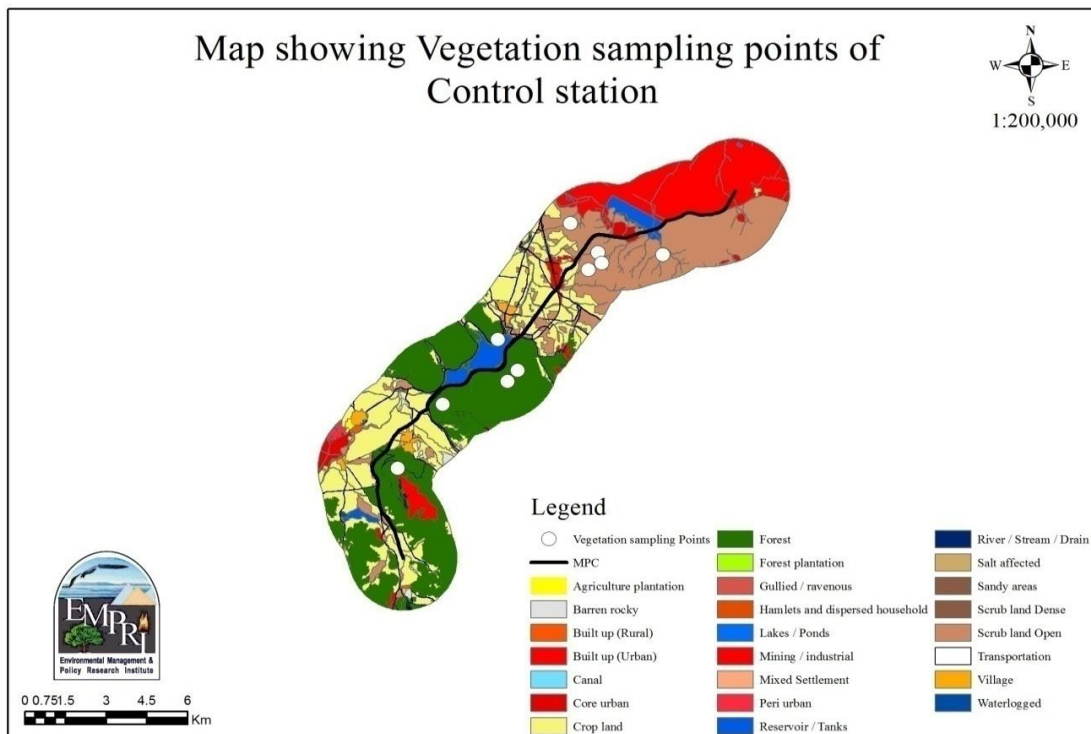 Map showing Vegetation sampling points of
Control station
N
W E
S
1:200,000
Legend
Vegetation sampling Points
MPC
Agriculture plantation
Barren rocky
Built up (Rural)
Built up (Urban)
Canal
Core urban
Crop land
Forest
Forest plantation
Gullied / ravenous
Hamlets and dispersed household
Lakes / Ponds
Mining / industrial
Mixed Settlement
Peri urban
Reservoir / Tanks
River / Stream / Drain
Salt affected
Sandy areas
Scrub land Dense
Scrub land Open
Transportation
Village
Waterlogged
EMPRI
Environmental Management &
Policy Research Institute
0 0.751.5 3 4.5 6
Km